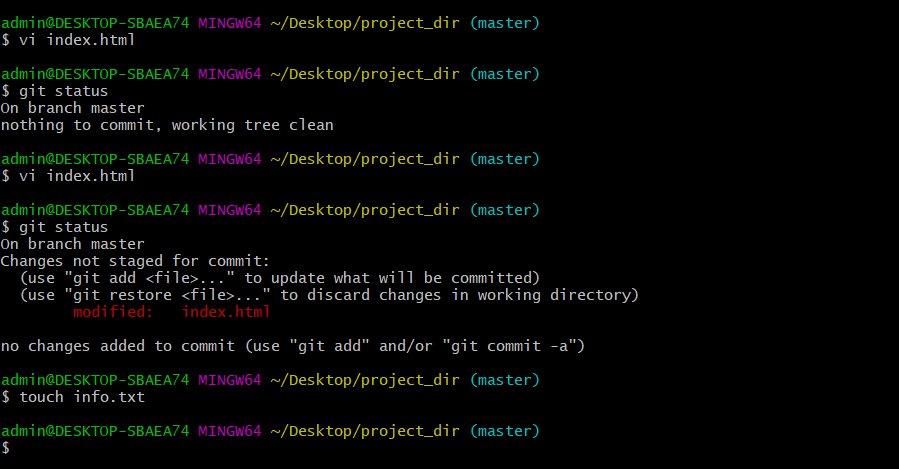 admin@DESKTOP-SBAEA74 MINGW64 ~/Desktop/project_dir (master)
$ vi index.html
admin@DESKTOP-SBAEA74 MINGW64 ~/Desktop/project_dir (master)
$ git status
On branch master
nothing to commit, working tree clean
admin@DESKTOP-SBAEA74 MINGW64 ~/Desktop/project_dir (master)
$ vi index.html
admin@DESKTOP-SBAEA74 MINGW64 ~/Desktop/project_dir (master)
$ git status
On branch master
Changes not staged for commit:
  (use "git add <file>..." to update what will be committed)
  (use "git restore <file>..." to discard changes in working directory)
        modified:   index.html
no changes added to commit (use "git add" and/or "git commit -a")
admin@DESKTOP-SBAEA74 MINGW64 ~/Desktop/project_dir (master)
$ touch info.txt
admin@DESKTOP-SBAEA74 MINGW64 ~/Desktop/project_dir (master)
$